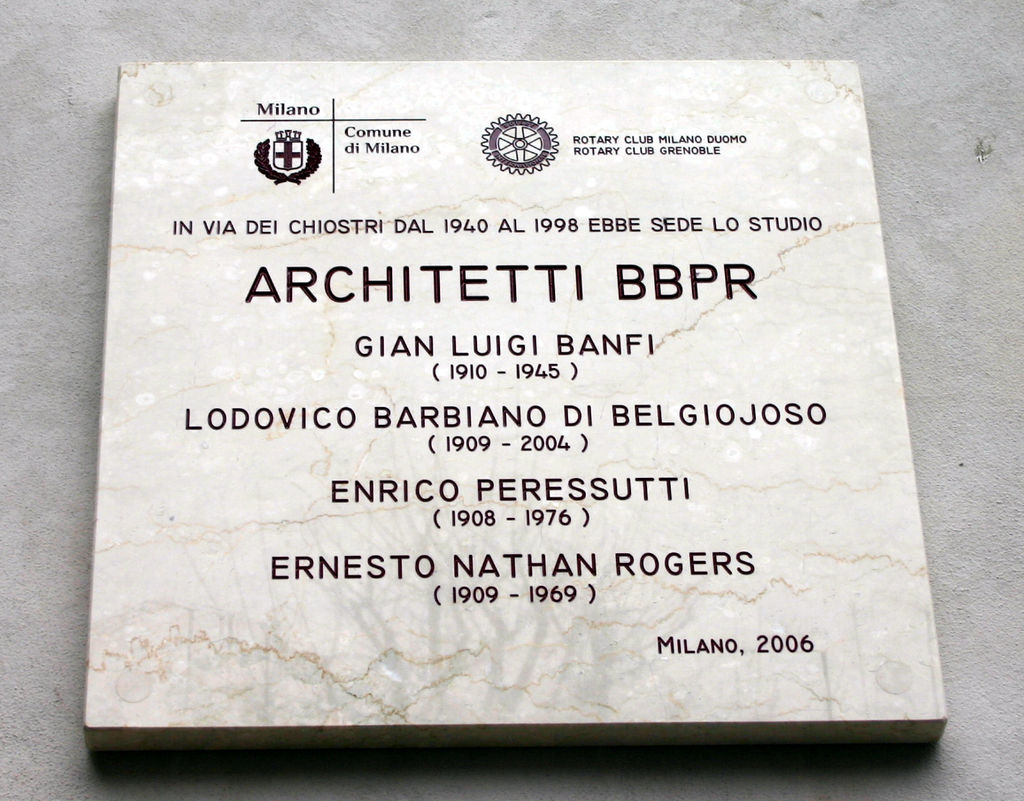 Milano
Comune
di Milano
ROTARY CLUB MILANO DUOMO
ROTARY CLUB GRENOBLE
IN VIA DEI CHIOSTRI DAL 1940 AL 1998 EBBE SEDE LO STUDIO
ARCHITETTI BBPR
GIAN LUIGI BANFI
( 1910 - 1945 )
LODOVICO BARBIANO DI BELGIOJOSO
( 1909 - 2004 )
ENRICO PERESSUTTI
( 1908 - 1976 )
ERNESTO NATHAN ROGERS
( 1909 - 1969 )
MILANO, 2006